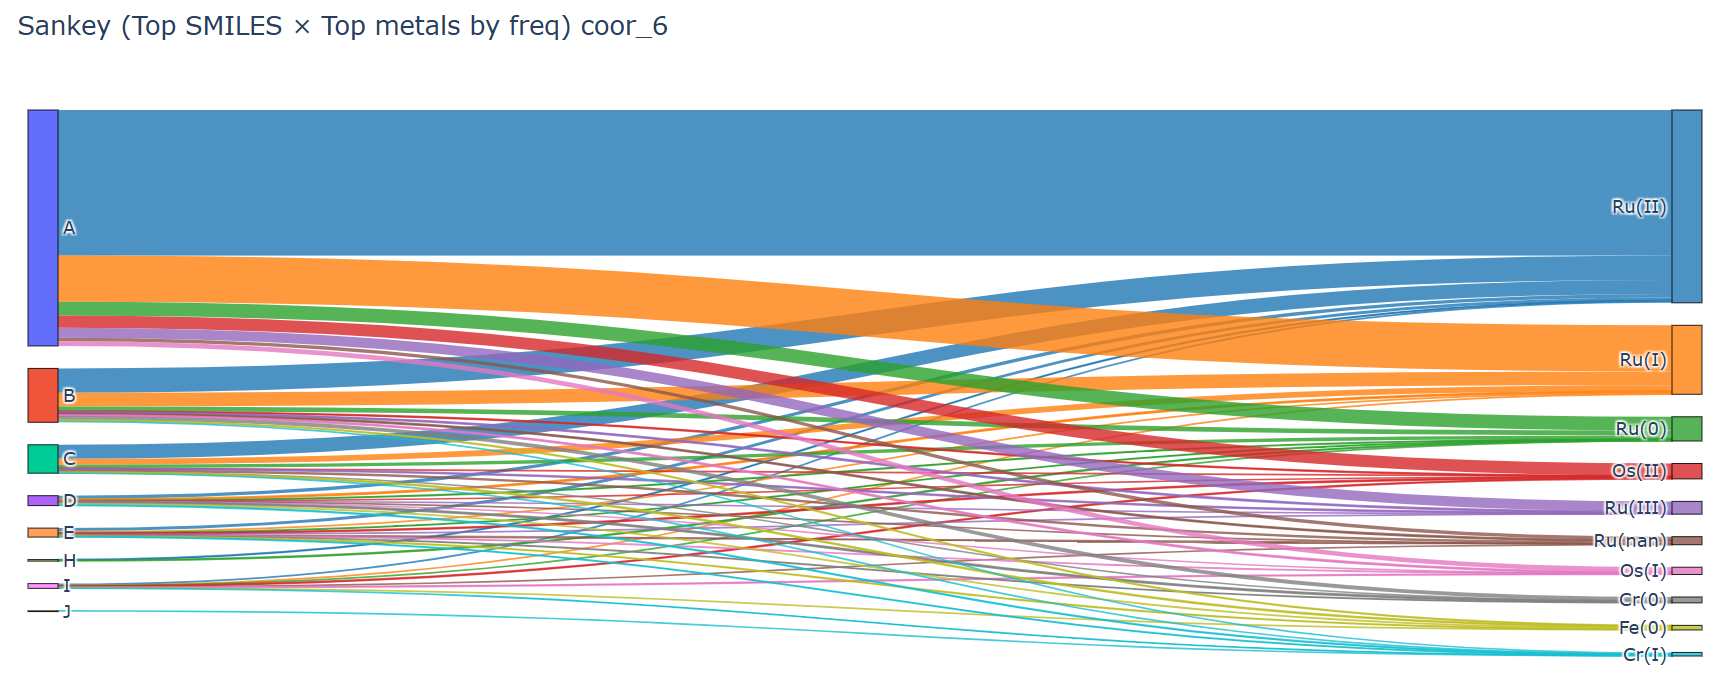 Sankey (Top SMILES × Top metals by freq) coor_6
A
B
C
D
E
H
I
J
Ru(II)
Ru(I)
Ru(0)
Os(II)
Ru(III)
Ru(nan)
Os(I)
Cr(0)
Fe(0)
Cr(I)